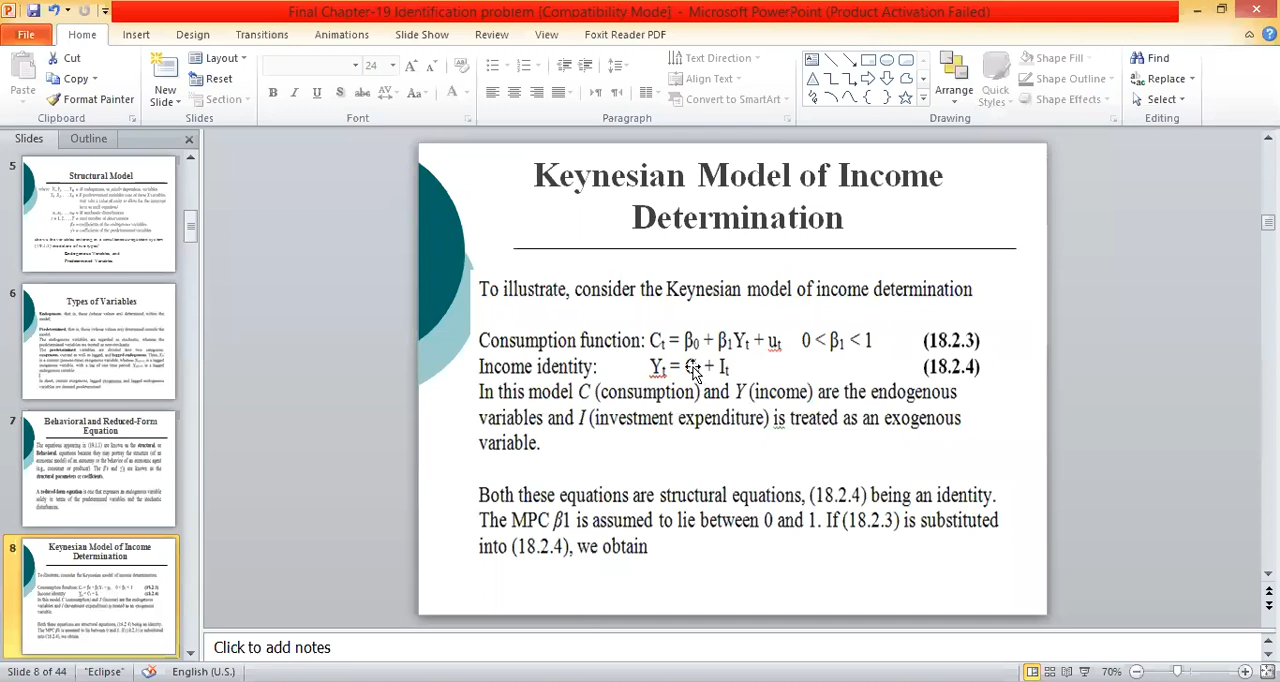 Final Chapter-19 Identification problem [Compatibility Mode] - Microsoft PowerPoint (Product Activation Failed)
File Home Insert Design Transitions Animations Slide Show Review View Foxit Reader PDF
Paste
Cut
Copy
Format Painter
Clipboard
New Slide
Layout
Reset
Section
Slides
24
Font
Text Direction
Align Text
Convert to SmartArt
Paragraph
Arrange
Quick Styles
Shape Fill
Shape Outline
Shape Effects
Drawing
Find
Replace
Select
Editing
Slides Outline
5
Structural Model
6
Types of Variables
7
Behavioral and Reduced-Form
Equation
8
Keynesian Model of Income
Determination
Keynesian Model of Income
Determination
To illustrate, consider the Keynesian model of income determination
Consumption function: Ct = β0 + β1Yt + ut 0 < β1 < 1 (18.2.3)
Income identity: Yt = Ct + It (18.2.4)
In this model C (consumption) and Y (income) are the endogenous
variables and I (investment expenditure) is treated as an exogenous
variable.
Both these equations are structural equations, (18.2.4) being an identity.
The MPC β1 is assumed to lie between 0 and 1. If (18.2.3) is substituted
into (18.2.4), we obtain
Click to add notes
Slide 8 of 44 "Eclipse" English (U.S.) 70%